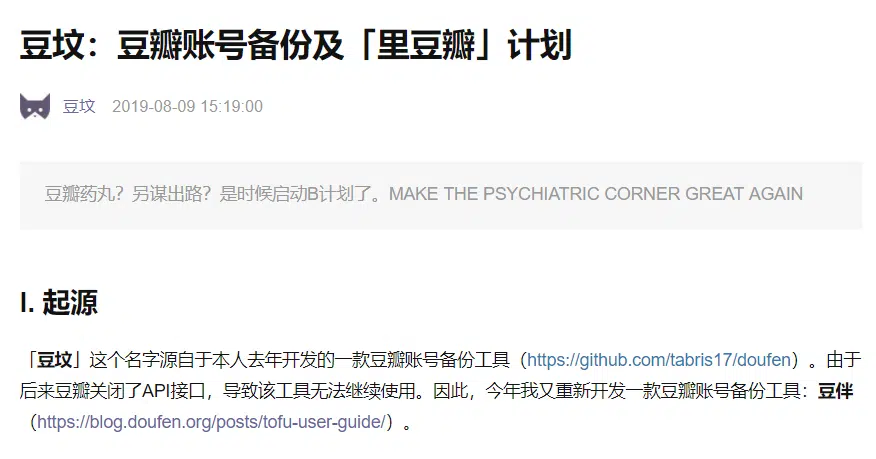 豆坟：豆瓣账号备份及「里豆瓣」计划
豆坟 2019-08-09 15:19:00
豆瓣药丸？另谋出路？是时候启动B计划了。MAKE THE PSYCHIATRIC CORNER GREAT AGAIN
I. 起源
「豆坟」这个名字源自于本人去年开发的一款豆瓣账号备份工具（https://github.com/tabris17/doufen）。由于
后来豆瓣关闭了API接口，导致该工具无法继续使用。因此，今年我又重新开发一款豆瓣账号备份工具：豆伴
（https://blog.doufen.org/posts/tofu-user-guide/）。